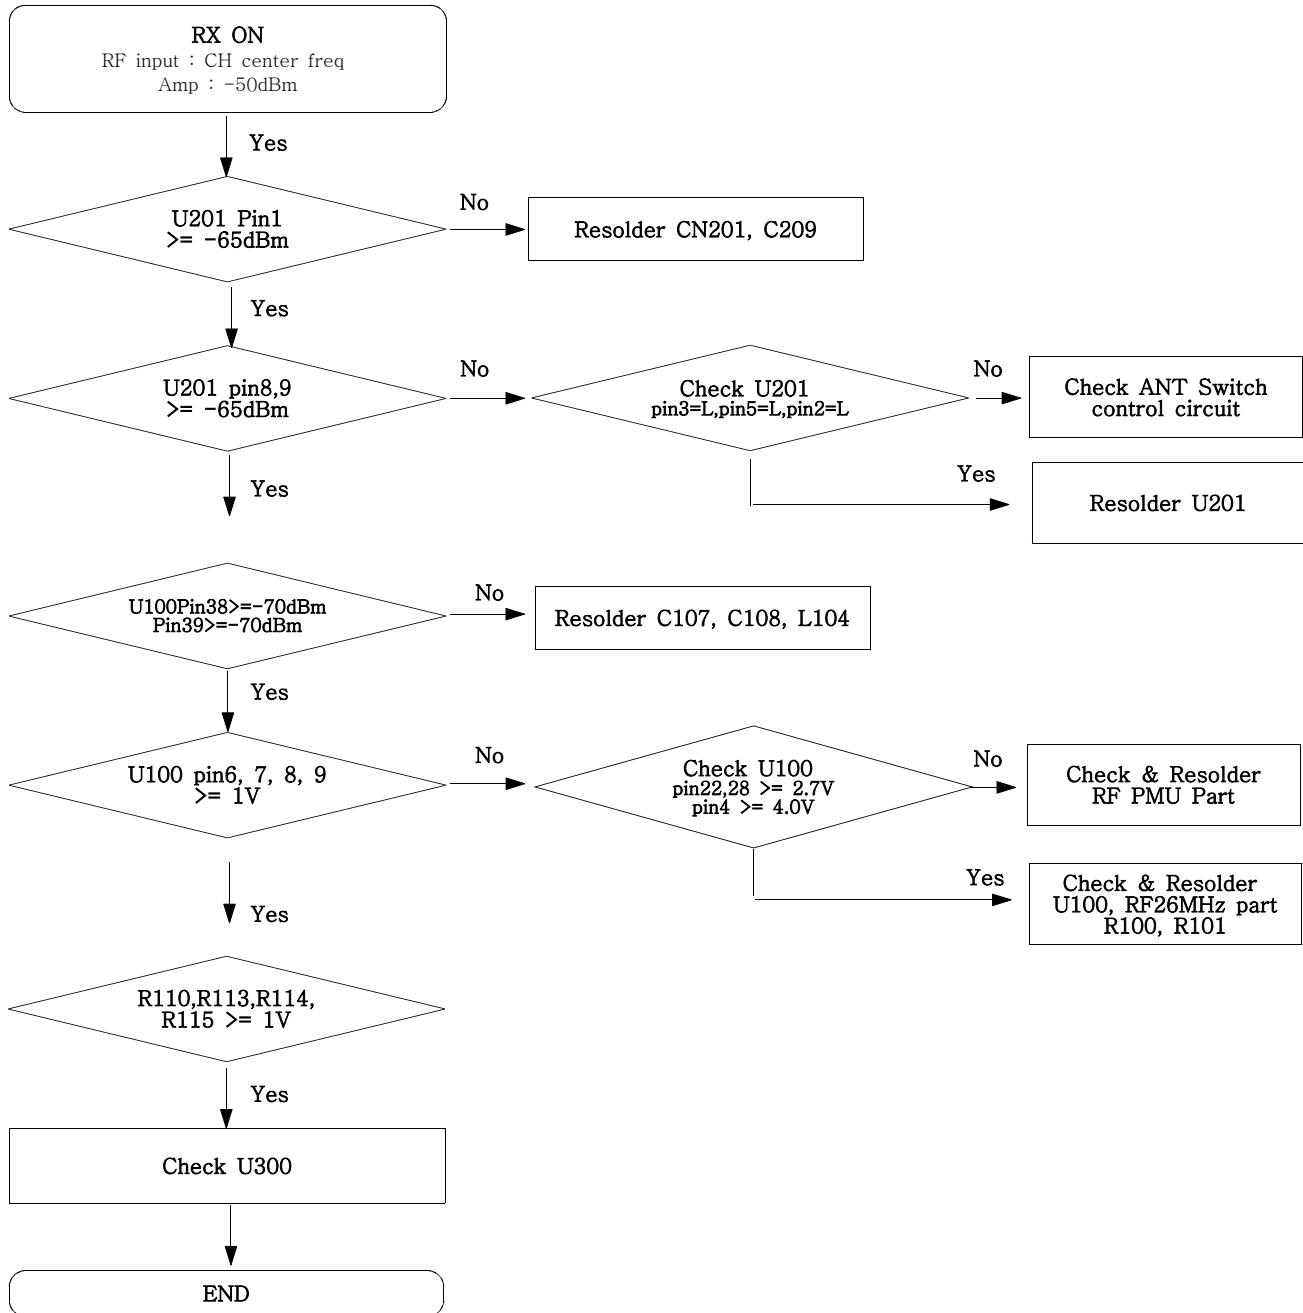 RX ON
RF input : CH center freq
Amp : -50dBm
Yes
U201 Pin1
>= -65dBm
No
Resolder CN201, C209
Yes
U201 pin8,9
>= -65dBm
No
Check U201
pin3=L,pin5=L,pin2=L
No
Check ANT Switch
control circuit
Yes
Resolder U201
Yes
U100Pin38>=-70dBm
Pin39>=-70dBm
No
Resolder C107, C108, L104
Yes
U100 pin6, 7, 8, 9
>= 1V
No
Check U100
pin22,28 >= 2.7V
pin4 >= 4.0V
No
Check & Resolder
RF PMU Part
Yes
Check & Resolder
U100, RF26MHz part
R100, R101
Yes
R110,R113,R114,
R115 >= 1V
Yes
Check U300
END